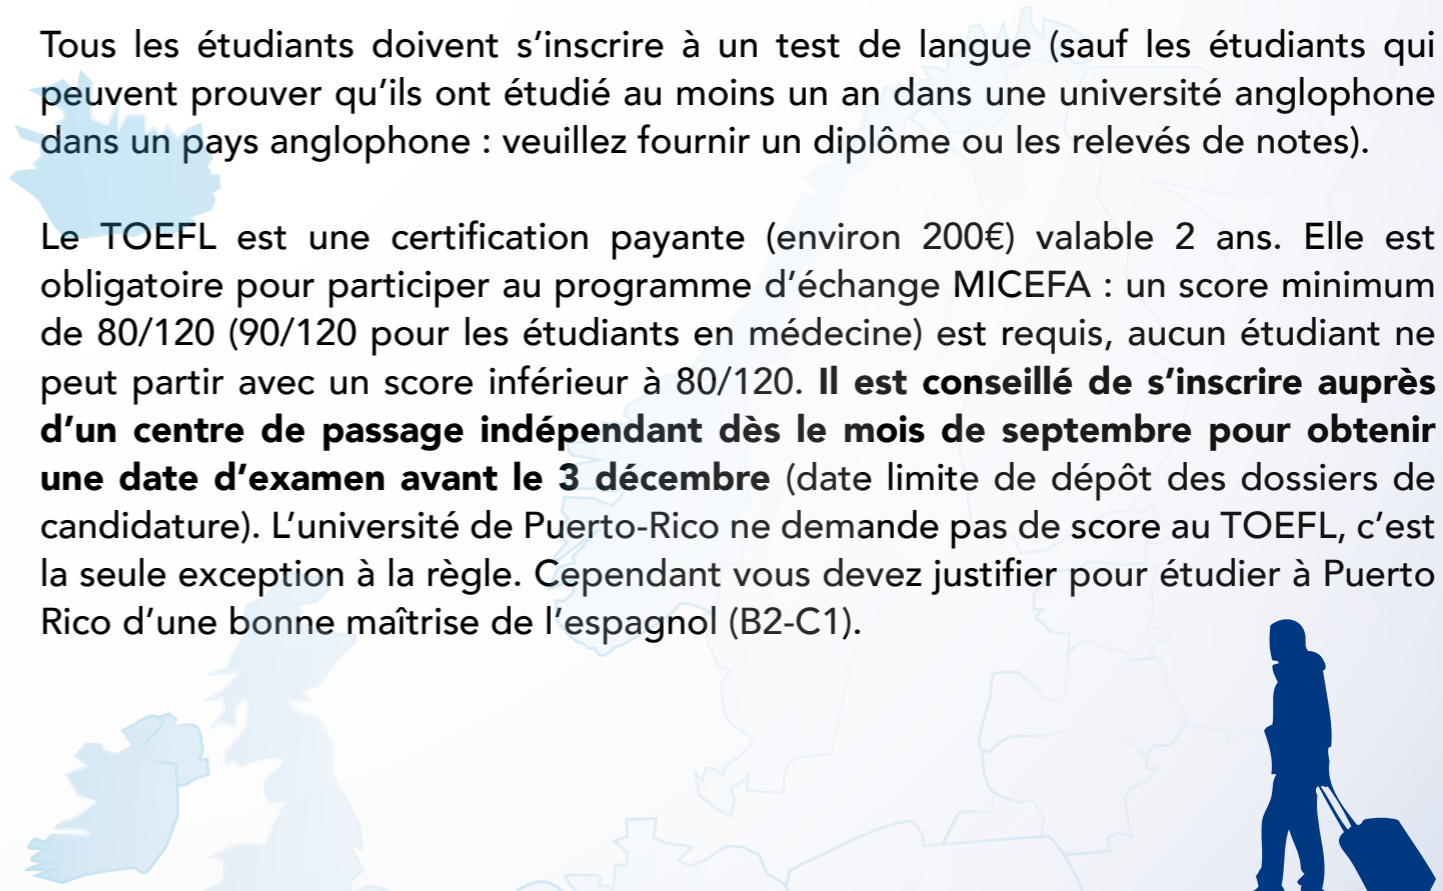 Tous les étudiants doivent s’inscrire à un test de langue (sauf les étudiants qui
peuvent prouver qu’ils ont étudié au moins un an dans une université anglophone
dans un pays anglophone : veuillez fournir un diplôme ou les relevés de notes).
Le TOEFL est une certification payante (environ 200€) valable 2 ans. Elle est
obligatoire pour participer au programme d’échange MICEFA : un score minimum
de 80/120 (90/120 pour les étudiants en médecine) est requis, aucun étudiant ne
peut partir avec un score inférieur à 80/120. Il est conseillé de s’inscrire auprès
d’un centre de passage indépendant dès le mois de septembre pour obtenir
une date d’examen avant le 3 décembre (date limite de dépôt des dossiers de
candidature). L’université de Puerto-Rico ne demande pas de score au TOEFL, c’est
la seule exception à la règle. Cependant vous devez justifier pour étudier à Puerto
Rico d’une bonne maîtrise de l’espagnol (B2-C1).